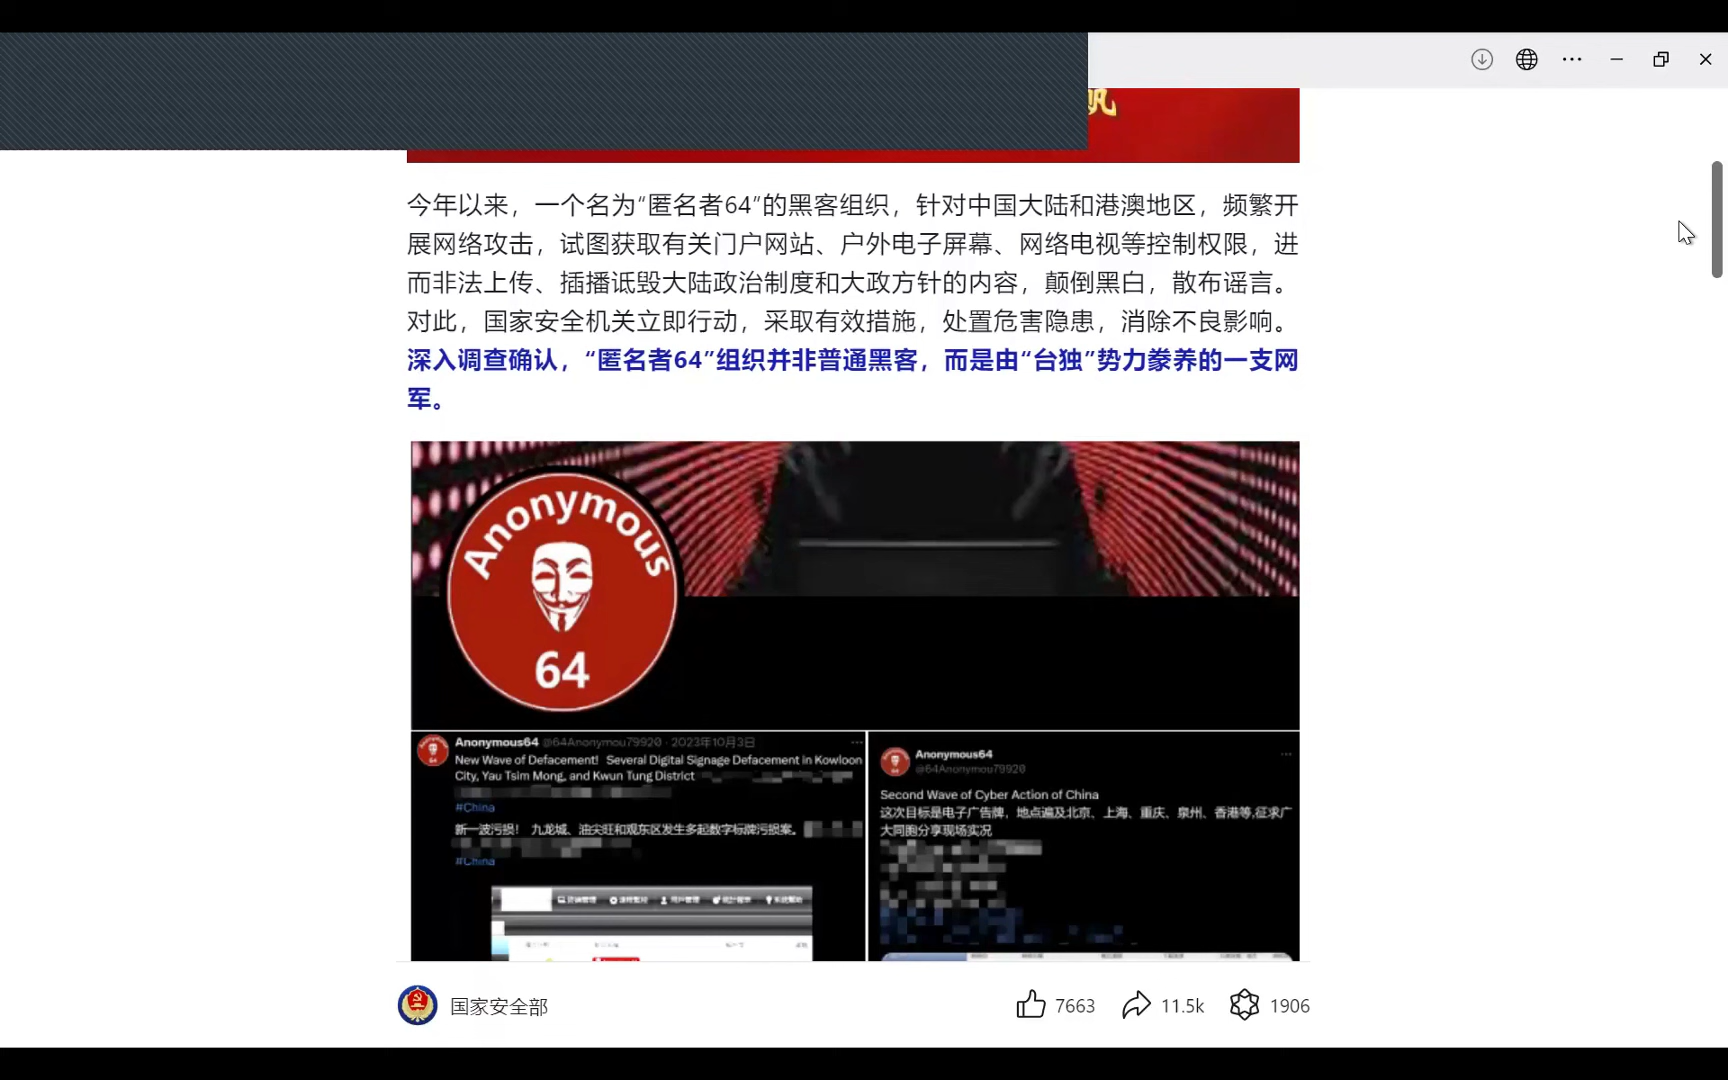 帆
今年以来，一个名为“匿名者64”的黑客组织，针对中国大陆和港澳地区，频繁开
展网络攻击，试图获取有关门户网站、户外电子屏幕、网络电视等控制权限，进
而非法上传、插播诋毁大陆政治制度和大政方针的内容，颠倒黑白，散布谣言。
对此，国家安全机关立即行动，采取有效措施，处置危害隐患，消除不良影响。
深入调查确认，“匿名者64”组织并非普通黑客，而是由“台独”势力豢养的一支网
军。
Anonymous
64
Anonymous64 @64Anonymou79920 · 2023年10月3日
New Wave of Defacement! Several Digital Signage Defacement in Kowloon
City, Yau Tsim Mong, and Kwun Tung District
#China
新一波污损！ 九龙城、油尖旺和观东区发生多起数字标牌污损案。
#China
Anonymous64
@64Anonymou79920
Second Wave of Cyber Action of China
这次目标是电子广告牌，地点遍及北京、上海、重庆、泉州、香港等,征求广
大同胞分享现场实况
国家安全部
7663
11.5k
1906